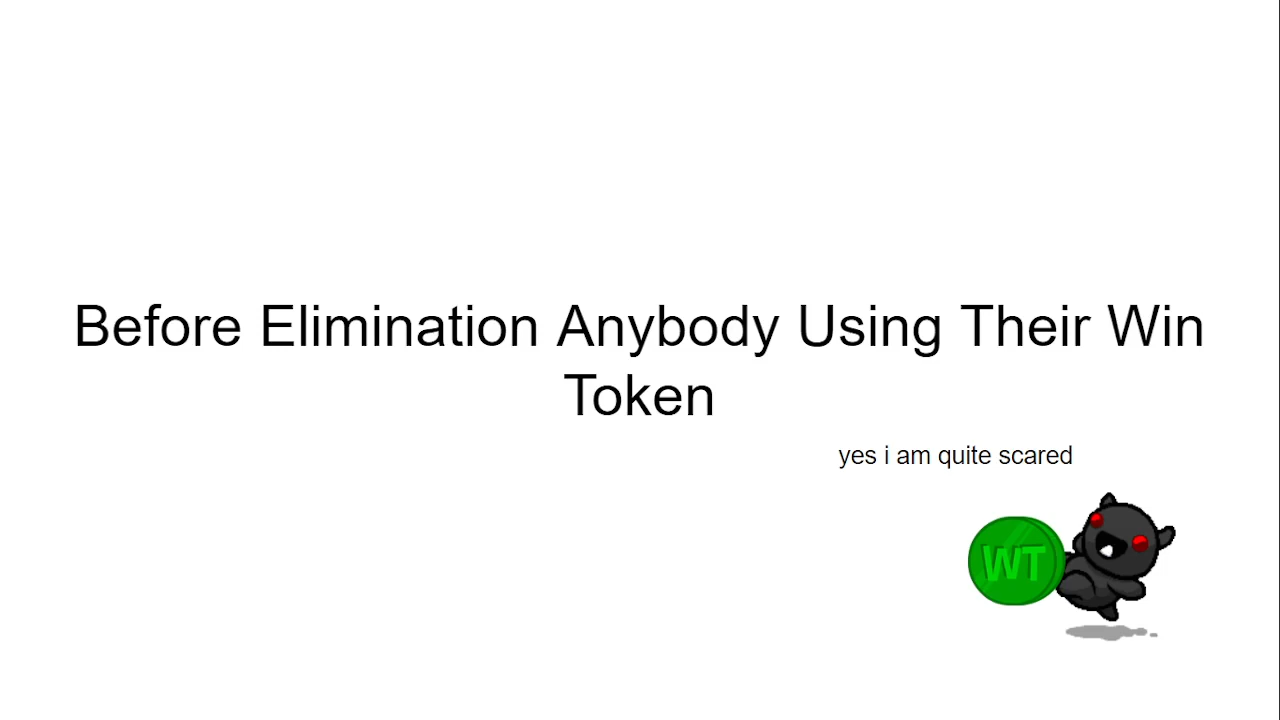 Before Elimination Anybody Using Their Win
Token
yes i am quite scared
WT